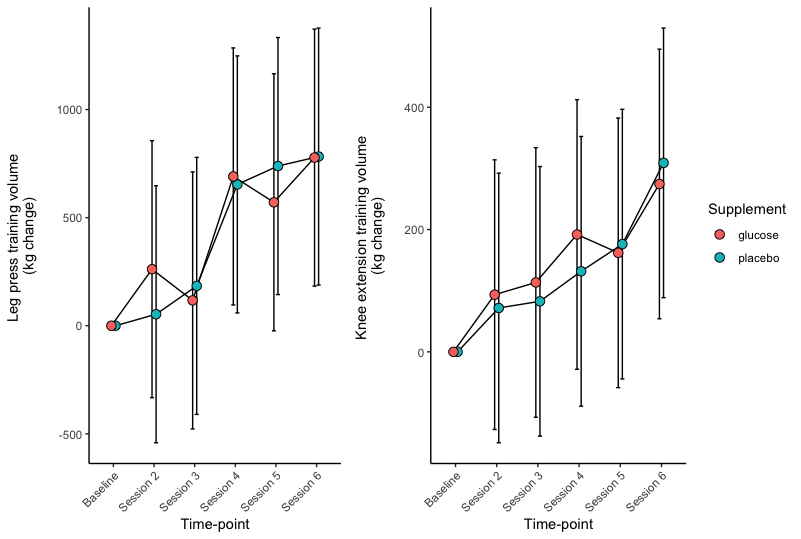 Leg press training volume
(kg change)
1000
500
0
-500
Baseline
Session 2
Session 3
Session 4
Session 5
Session 6
Time-point
Knee extension training volume
(kg change)
400
200
0
Baseline
Session 2
Session 3
Session 4
Session 5
Session 6
Time-point
Supplement
glucose
placebo